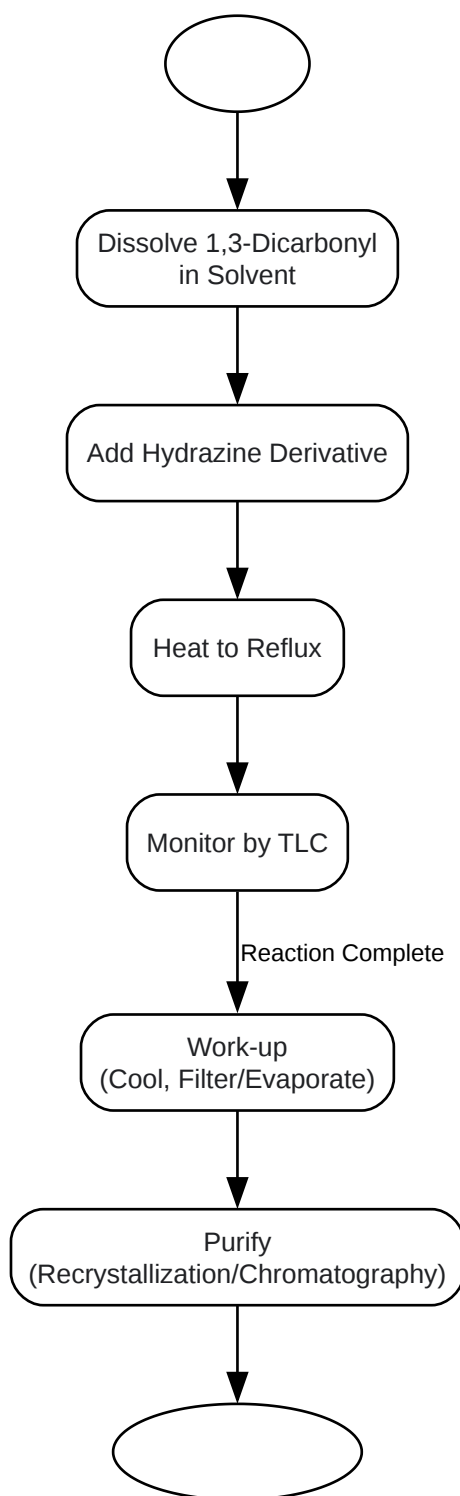 Dissolve 1,3-Dicarbonyl
in Solvent
Add Hydrazine Derivative
Heat to Reflux
Monitor by TLC
Reaction Complete
Work-up
(Cool, Filter/Evaporate)
Purify
(Recrystallization/Chromatography)